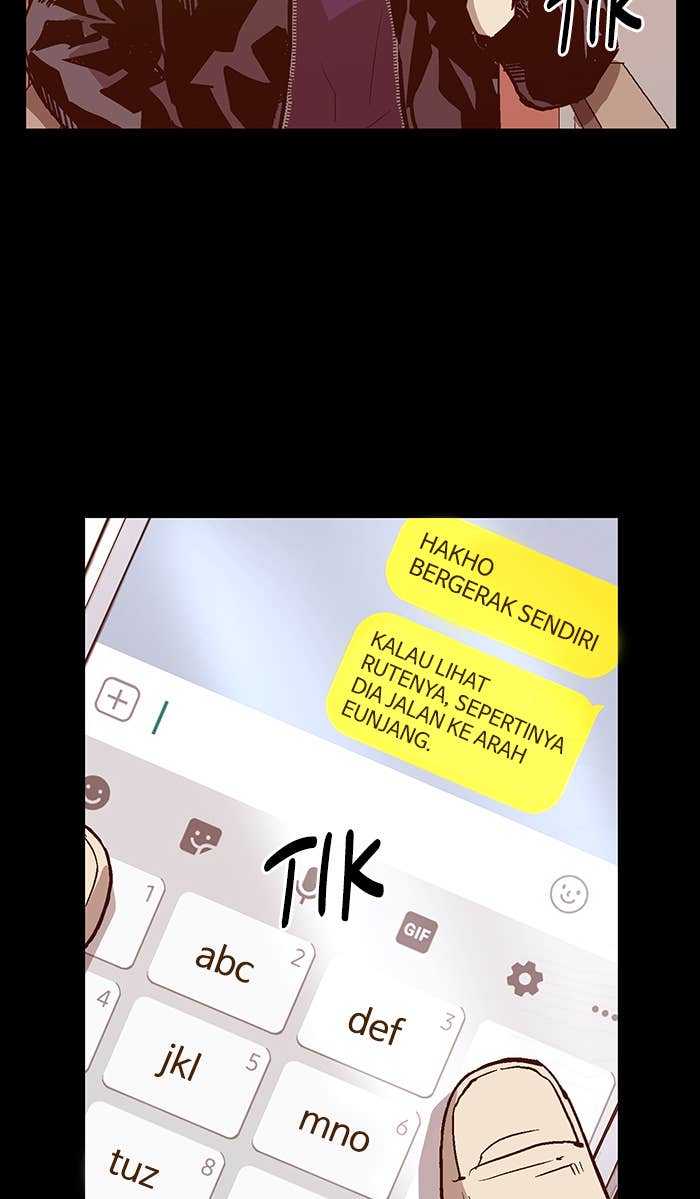 TIK
HAKHO
BERGERAK SENDIRI
KALAU LIHAT
RUTENYA, SEPERTINYA
DIA JALAN KE ARAH
EUNJANG.
TIK
GIF
1
abc 2
def 3
4
jkl 5
mno 6
tuz 8